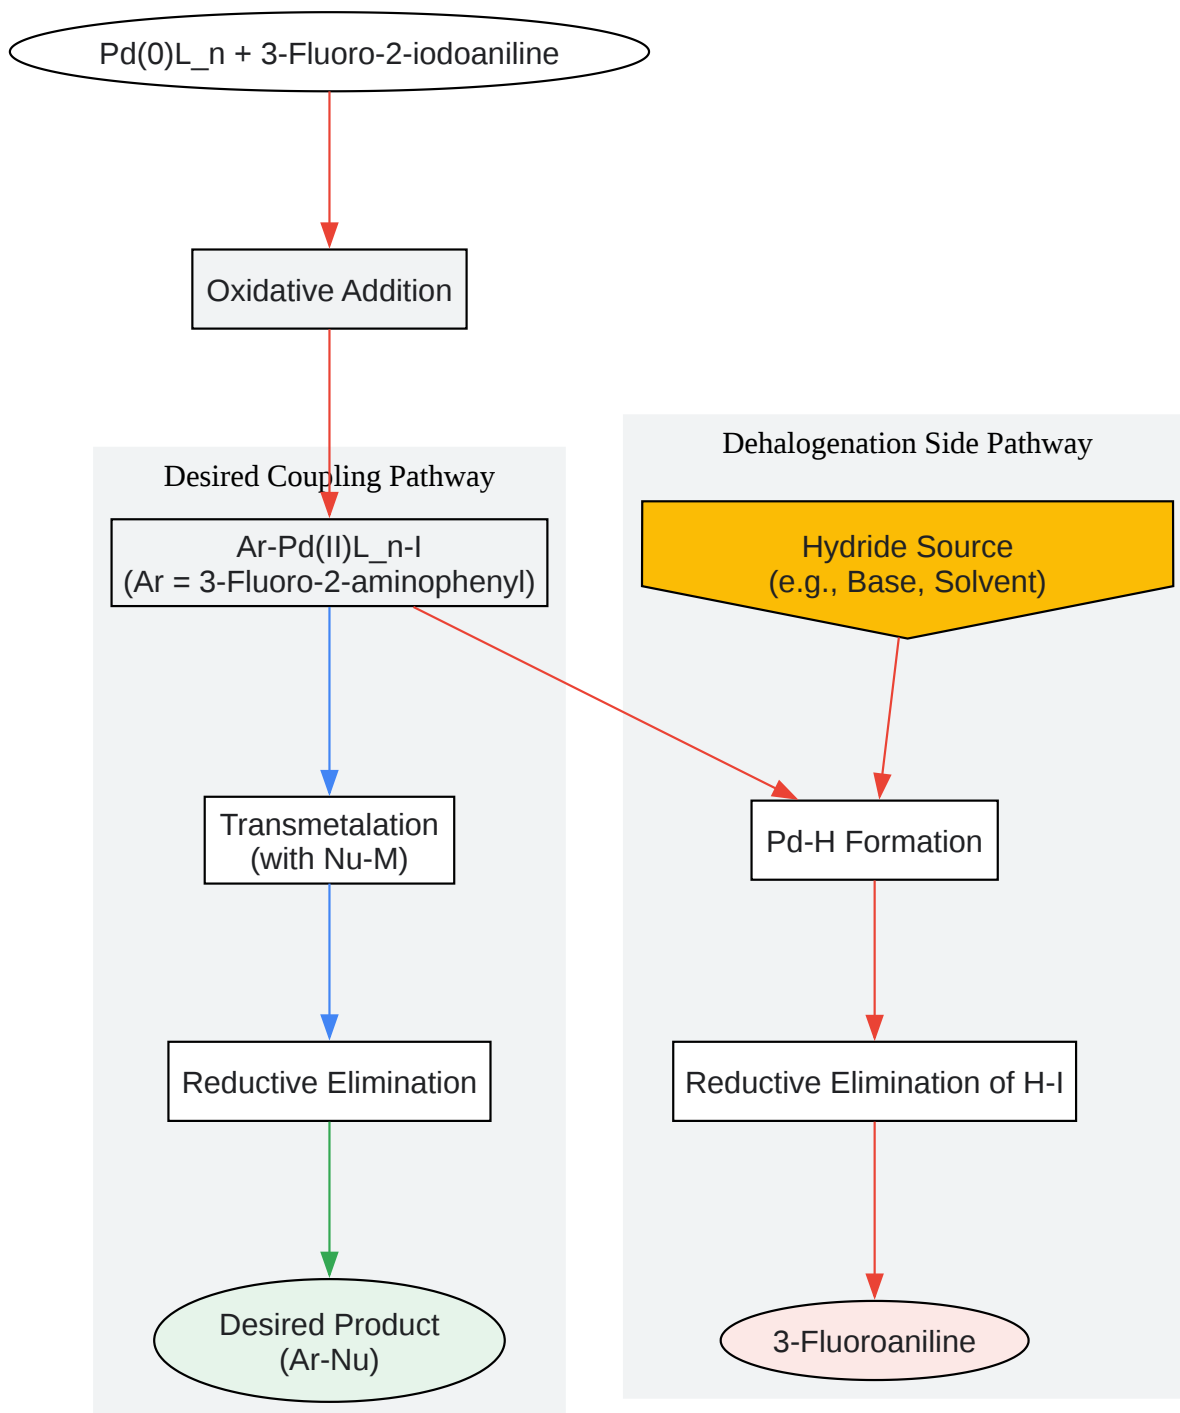 Pd(0)L_n + 3-Fluoro-2-iodoaniline
Oxidative Addition
Desired Coupling Pathway
Ar-Pd(II)L_n-I
(Ar = 3-Fluoro-2-aminophenyl)
Transmetalation
(with Nu-M)
Reductive Elimination
Desired Product
(Ar-Nu)
Dehalogenation Side Pathway
Hydride Source
(e.g., Base, Solvent)
Pd-H Formation
Reductive Elimination of H-I
3-Fluoroaniline